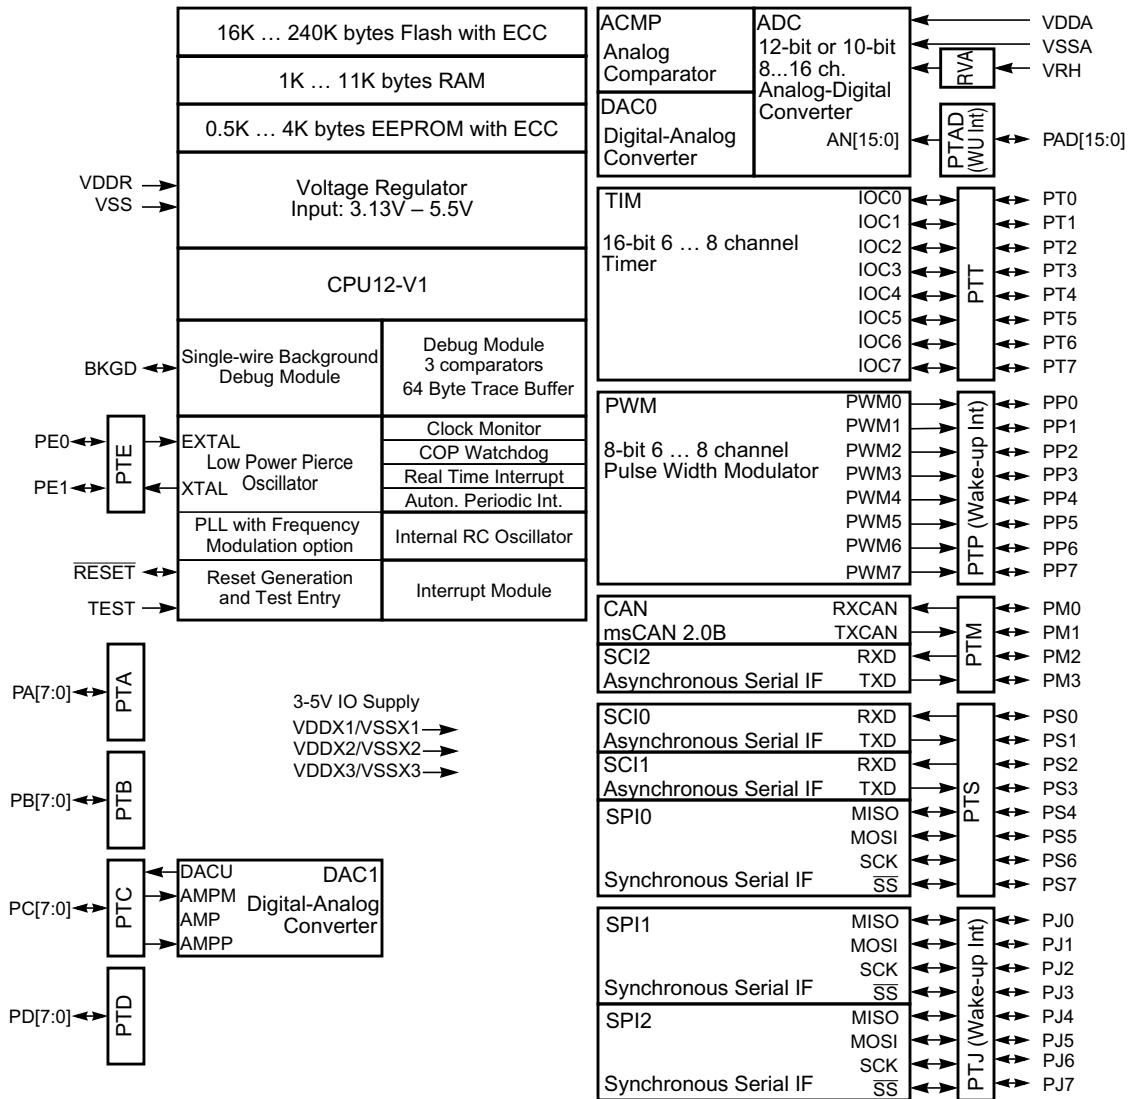 16K … 240K bytes Flash with ECC
1K … 11K bytes RAM
0.5K … 4K bytes EEPROM with ECC
VDDR
VSS
Voltage Regulator
Input: 3.13V – 5.5V
CPU12-V1
BKGD
Single-wire Background
Debug Module
Debug Module
3 comparators
64 Byte Trace Buffer
PE0
PE1
PTE
EXTAL
Low Power Pierce
Oscillator
XTAL
Clock Monitor
COP Watchdog
Real Time Interrupt
Auton. Periodic Int.
PLL with Frequency
Modulation option
Internal RC Oscillator
RESET
TEST
Reset Generation
and Test Entry
Interrupt Module
PA[7:0]
PTA
3-5V IO Supply
VDDX1/VSSX1
VDDX2/VSSX2
VDDX3/VSSX3
PB[7:0]
PTB
PC[7:0]
PTC
DACU
AMPM
AMP
AMPP
DAC1
Digital-Analog
Converter
PD[7:0]
PTD
ACMP
Analog
Comparator
DAC0
Digital-Analog
Converter
ADC
12-bit or 10-bit
8...16 ch.
Analog-Digital
Converter
AN[15:0]
RVA
PTAD
(WU Int)
VDDA
VSSA
VRH
PAD[15:0]
TIM
16-bit 6 … 8 channel
Timer
IOC0
IOC1
IOC2
IOC3
IOC4
IOC5
IOC6
IOC7
PTT
PT0
PT1
PT2
PT3
PT4
PT5
PT6
PT7
PWM
8-bit 6 … 8 channel
Pulse Width Modulator
PWM0
PWM1
PWM2
PWM3
PWM4
PWM5
PWM6
PWM7
PTP (Wake-up Int)
PP0
PP1
PP2
PP3
PP4
PP5
PP6
PP7
CAN
msCAN 2.0B
RXCAN
TXCAN
SCI2
Asynchronous Serial IF
RXD
TXD
PTM
PM0
PM1
PM2
PM3
SCI0
Asynchronous Serial IF
RXD
TXD
SCI1
Asynchronous Serial IF
RXD
TXD
SPI0
Synchronous Serial IF
MISO
MOSI
SCK
SS
PTS
PS0
PS1
PS2
PS3
PS4
PS5
PS6
PS7
SPI1
Synchronous Serial IF
MISO
MOSI
SCK
SS
SPI2
Synchronous Serial IF
MISO
MOSI
SCK
SS
PTJ (Wake-up Int)
PJ0
PJ1
PJ2
PJ3
PJ4
PJ5
PJ6
PJ7